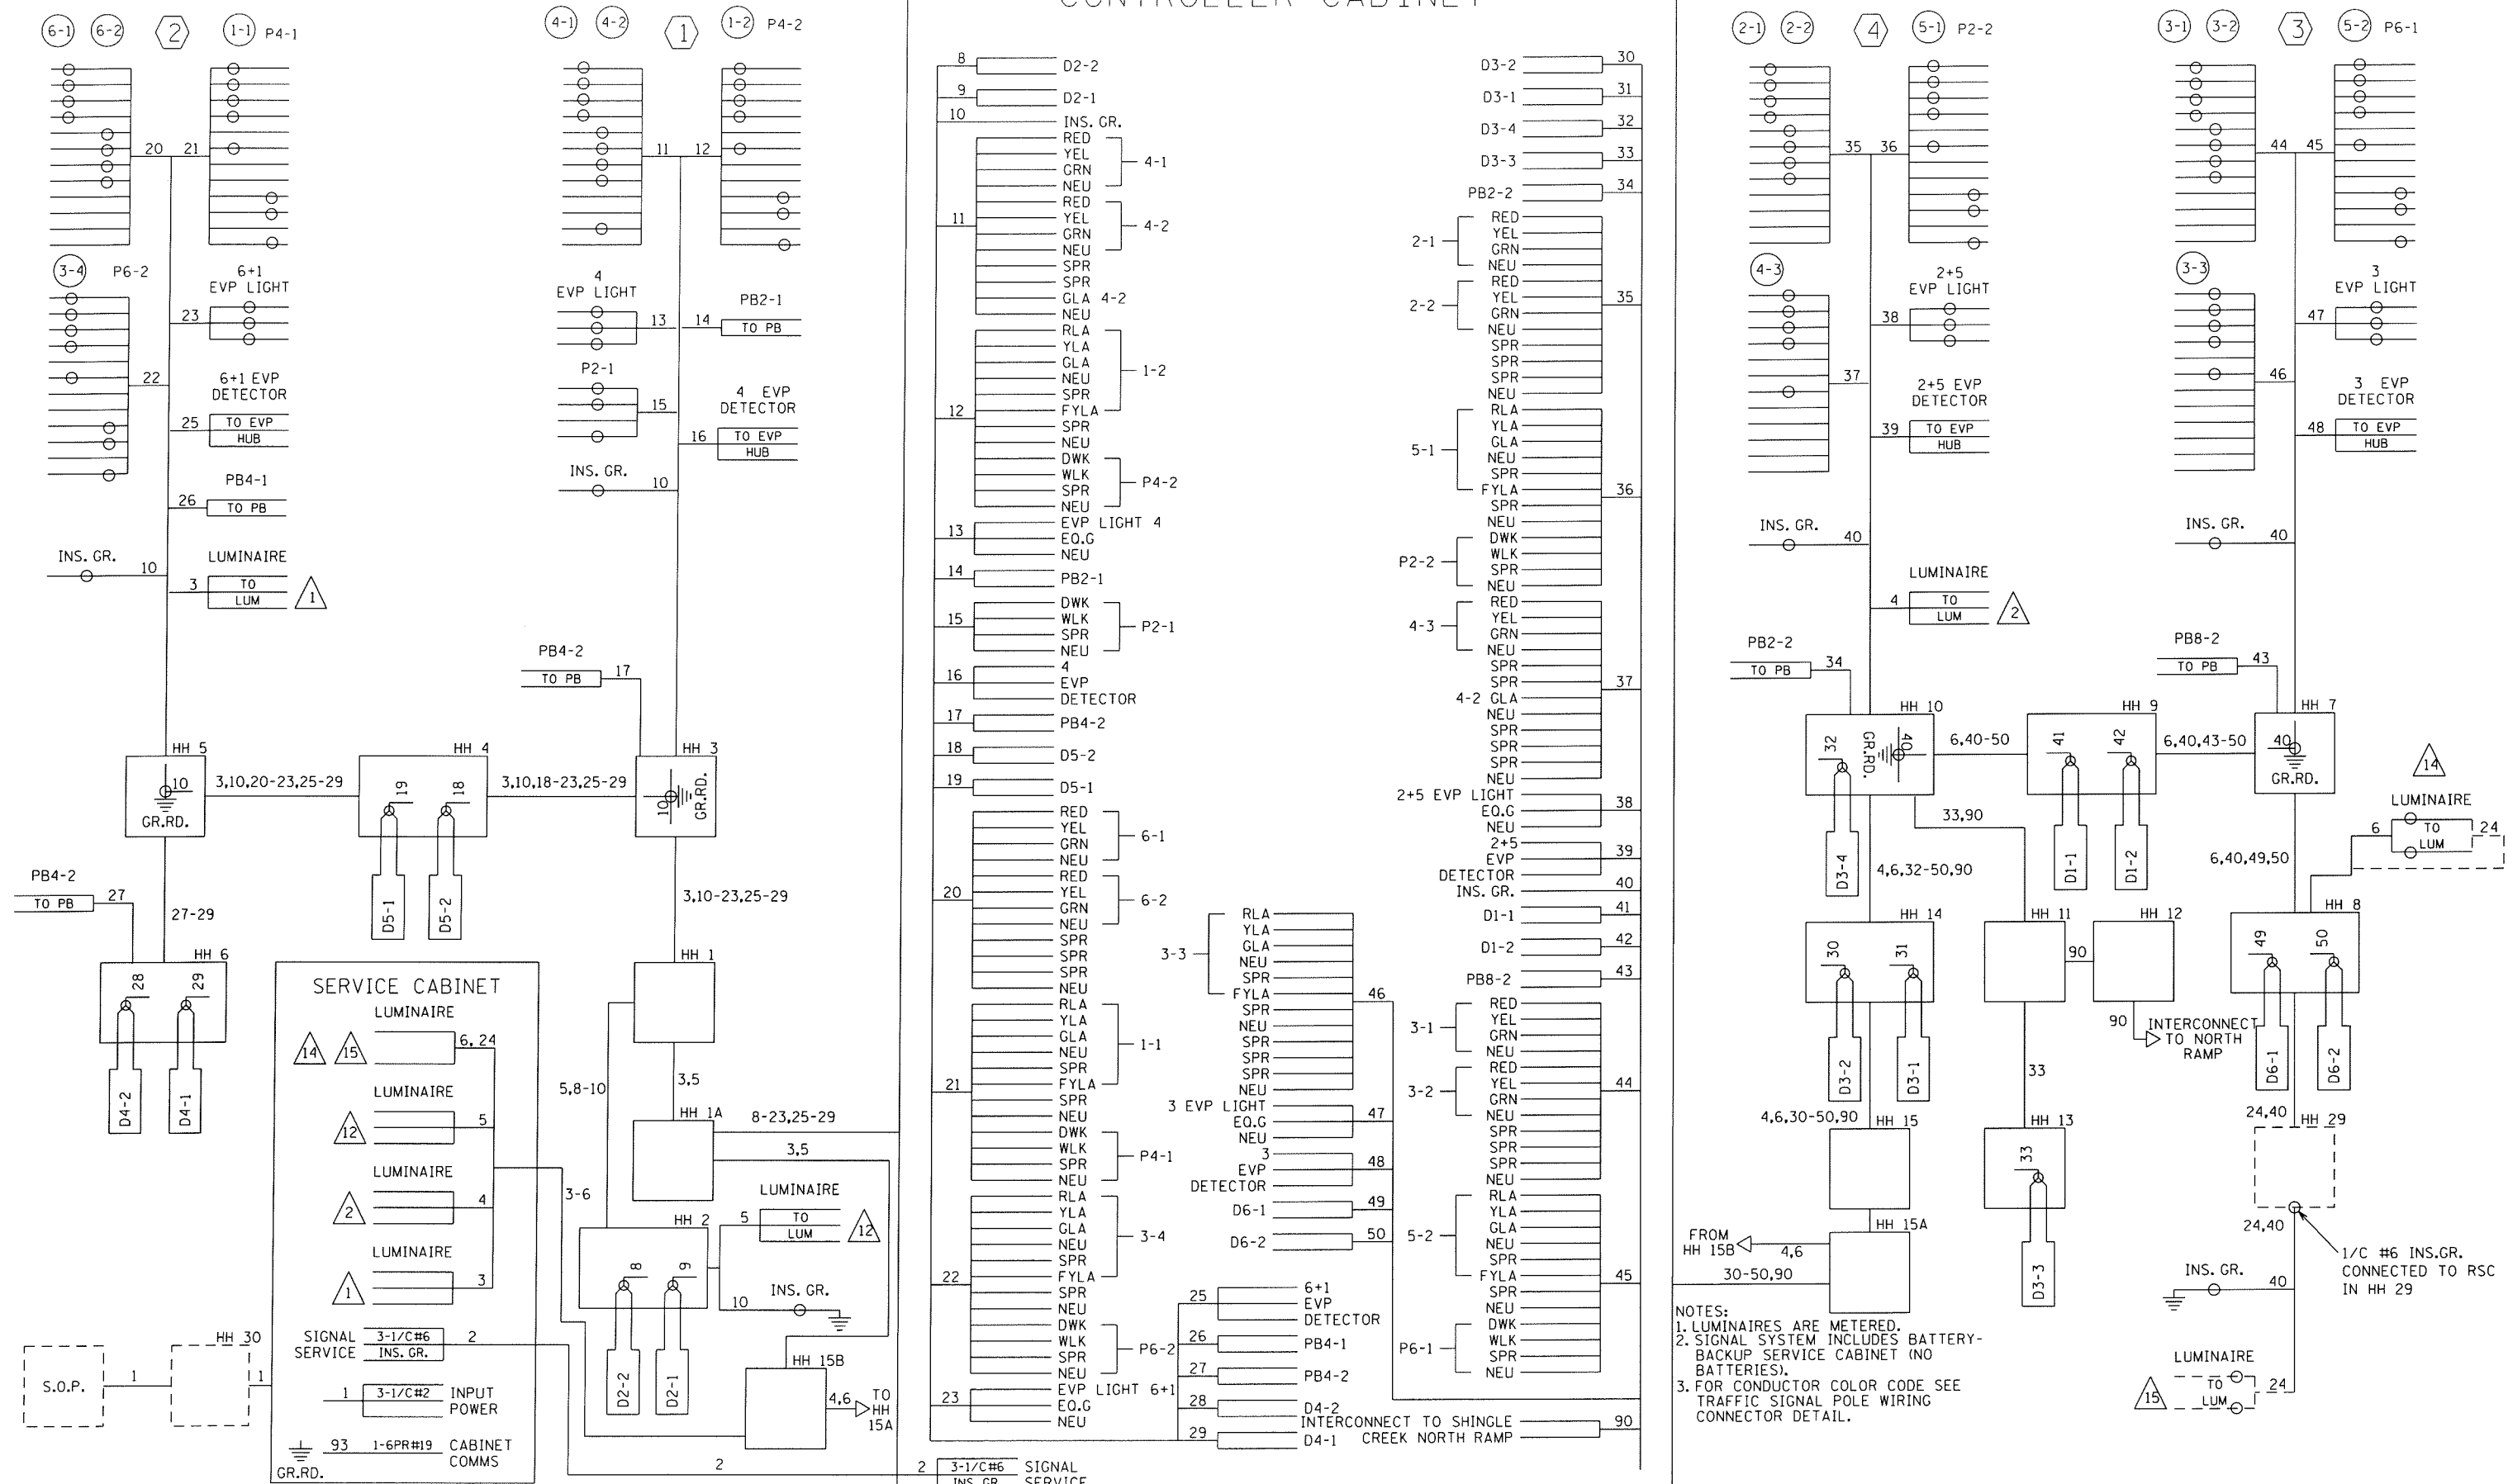 CONTROLLER CABINET
6-1 6-2 2 1-1 P4-1
20 21
3-4 P6-2
6+1
EVP LIGHT
23
22
6+1 EVP
DETECTOR
25 TO EVP
HUB
PB4-1
26 TO PB
INS. GR.
10
LUMINAIRE
3 TO
LUM 1
HH 5
10
GR.RD.
3,10,20-23,25-29
HH 4
19 18
D5-1 D5-2
3,10,18-23,25-29
PB4-2
TO PB 27
27-29
HH 6
28 29
D4-2 D4-1
4-1 4-2 1 1-2 P4-2
11 12
4
EVP LIGHT
13
PB2-1
14 TO PB
P2-1
15
4 EVP
DETECTOR
16 TO EVP
HUB
INS. GR.
10
PB4-2
TO PB 17
HH 3
10 GR.RD.
3,10-23,25-29
HH 1
5,8-10
3,5
HH 1A
8-23,25-29
3,5
3-6
HH 2
8 9
D2-2 D2-1
LUMINAIRE
5 TO
LUM 12
10 INS. GR.
HH 15B
4,6 TO
HH
15A
SERVICE CABINET
LUMINAIRE
14 15 6,24
LUMINAIRE
12 5
LUMINAIRE
2 4
LUMINAIRE
1 3
SIGNAL
SERVICE
3-1/C#6
INS. GR.
2
1 3-1/C#2 INPUT
POWER
93 1-6PR#19 CABINET
COMMS
GR.RD.
S.O.P.
1
HH 30
1
2
8 D2-2
9 D2-1
10 INS. GR.
11
RED
YEL
GRN
NEU
4-1
RED
YEL
GRN
NEU
4-2
SPR
SPR
GLA 4-2
NEU
12
RLA
YLA
GLA
NEU
SPR
FYLA
1-2
SPR
NEU
DWK
WLK
SPR
NEU
P4-2
13
EVP LIGHT 4
EQ.G
NEU
14 PB2-1
15
DWK
WLK
SPR
NEU
P2-1
16
4
EVP
DETECTOR
17 PB4-2
18 D5-2
19 D5-1
20
RED
YEL
GRN
NEU
6-1
RED
YEL
GRN
NEU
6-2
SPR
SPR
SPR
NEU
21
RLA
YLA
GLA
NEU
SPR
FYLA
1-1
SPR
NEU
DWK
WLK
SPR
NEU
P4-1
22
RLA
YLA
GLA
NEU
SPR
FYLA
3-4
SPR
NEU
DWK
WLK
SPR
NEU
P6-2
23
EVP LIGHT 6+1
EQ.G
NEU
25
6+1
EVP
DETECTOR
26 PB4-1
27 PB4-2
28 D4-2
29 D4-1
2 3-1/C#6 SIGNAL
INS. GR. SERVICE
3-3
RLA
YLA
GLA
NEU
SPR
FYLA
SPR
NEU
SPR
SPR
SPR
NEU
46
3 EVP LIGHT
EQ.G
NEU
47
3
EVP
DETECTOR
48
D6-1 49
D6-2 50
D3-2 30
D3-1 31
D3-4 32
D3-3 33
PB2-2 34
2-1
RED
YEL
GRN
NEU
2-2
RED
YEL
GRN
NEU
SPR
SPR
SPR
NEU
35
5-1
RLA
YLA
GLA
NEU
SPR
FYLA
SPR
NEU
36
P2-2
DWK
WLK
SPR
NEU
4-3
RED
YEL
GRN
NEU
SPR
SPR
4-2 GLA
NEU
SPR
SPR
SPR
NEU
37
2+5 EVP LIGHT
EQ.G
NEU
38
2+5
EVP
DETECTOR
39
INS. GR. 40
D1-1 41
D1-2 42
PB8-2 43
3-1
RED
YEL
GRN
NEU
3-2
RED
YEL
GRN
NEU
SPR
SPR
SPR
NEU
44
5-2
RLA
YLA
GLA
NEU
SPR
FYLA
SPR
NEU
45
P6-1
DWK
WLK
SPR
NEU
INTERCONNECT TO SHINGLE
CREEK NORTH RAMP
90
2-1 2-2 4 5-1 P2-2
35 36
4-3
2+5
EVP LIGHT
38
37
2+5 EVP
DETECTOR
39 TO EVP
HUB
INS. GR.
40
LUMINAIRE
4 TO
LUM 2
PB2-2
TO PB 34
HH 10
32 GR.RD. 40
D3-4
6,40-50
HH 9
41 42
D1-1 D1-2
6,40,43-50
33,90
4,6,32-50,90
HH 14
30 31
D3-2 D3-1
HH 11
90
HH 12
90 INTERCONNECT
TO NORTH
RAMP
33
4,6,30-50,90
HH 15
HH 13
33
D3-3
HH 15A
FROM
HH 15B 4,6
30-50,90
3-1 3-2 3 5-2 P6-1
44 45
3-3
3
EVP LIGHT
47
46
3 EVP
DETECTOR
48 TO EVP
HUB
INS. GR.
40
PB8-2
TO PB 43
HH 7
40
GR.RD.
14
LUMINAIRE
6 TO
LUM 24
6,40,49,50
HH 8
49 50
D6-1 D6-2
24,40
HH 29
24,40
1/C #6 INS.GR.
CONNECTED TO RSC
IN HH 29
INS. GR.
40
LUMINAIRE
15 TO
LUM 24
NOTES:
1. LUMINAIRES ARE METERED.
2. SIGNAL SYSTEM INCLUDES BATTERY-
BACKUP SERVICE CABINET (NO
BATTERIES).
3. FOR CONDUCTOR COLOR CODE SEE
TRAFFIC SIGNAL POLE WIRING
CONNECTOR DETAIL.